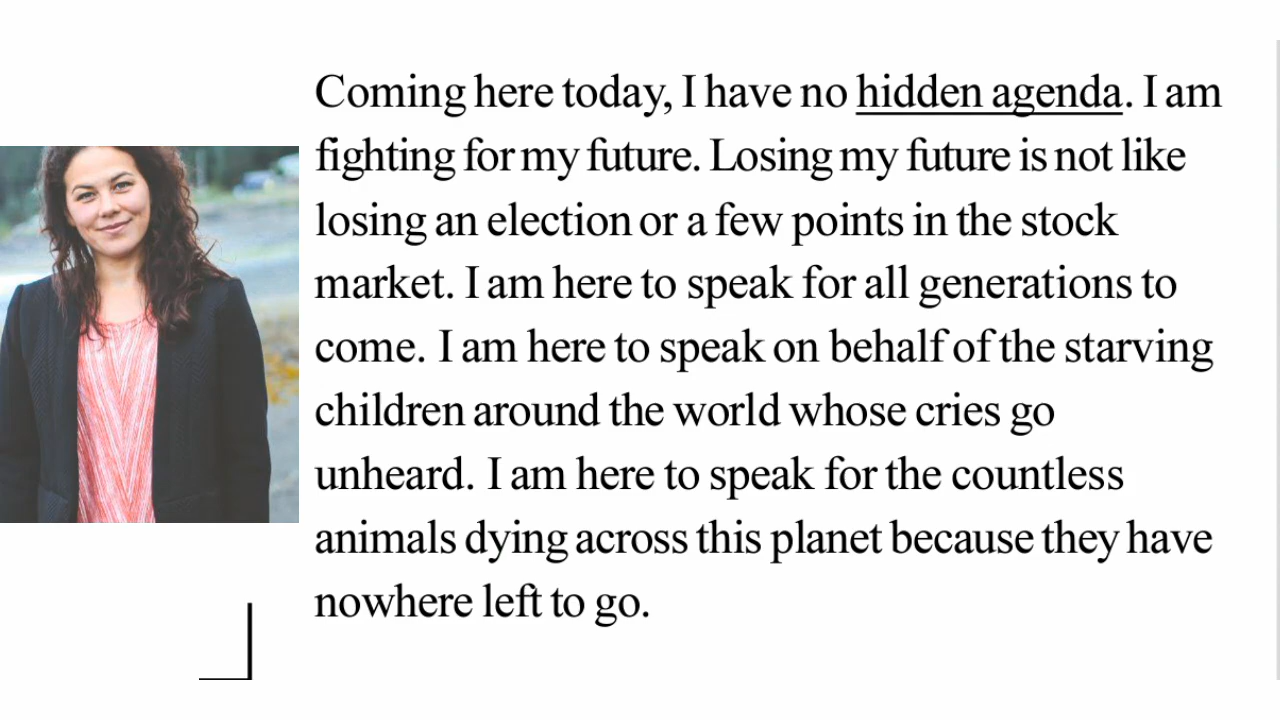 Coming here today, I have no hidden agenda. I am
fighting for my future. Losing my future is not like
losing an election or a few points in the stock
market. I am here to speak for all generations to
come. I am here to speak on behalf of the starving
children around the world whose cries go
unheard. I am here to speak for the countless
animals dying across this planet because they have
nowhere left to go.